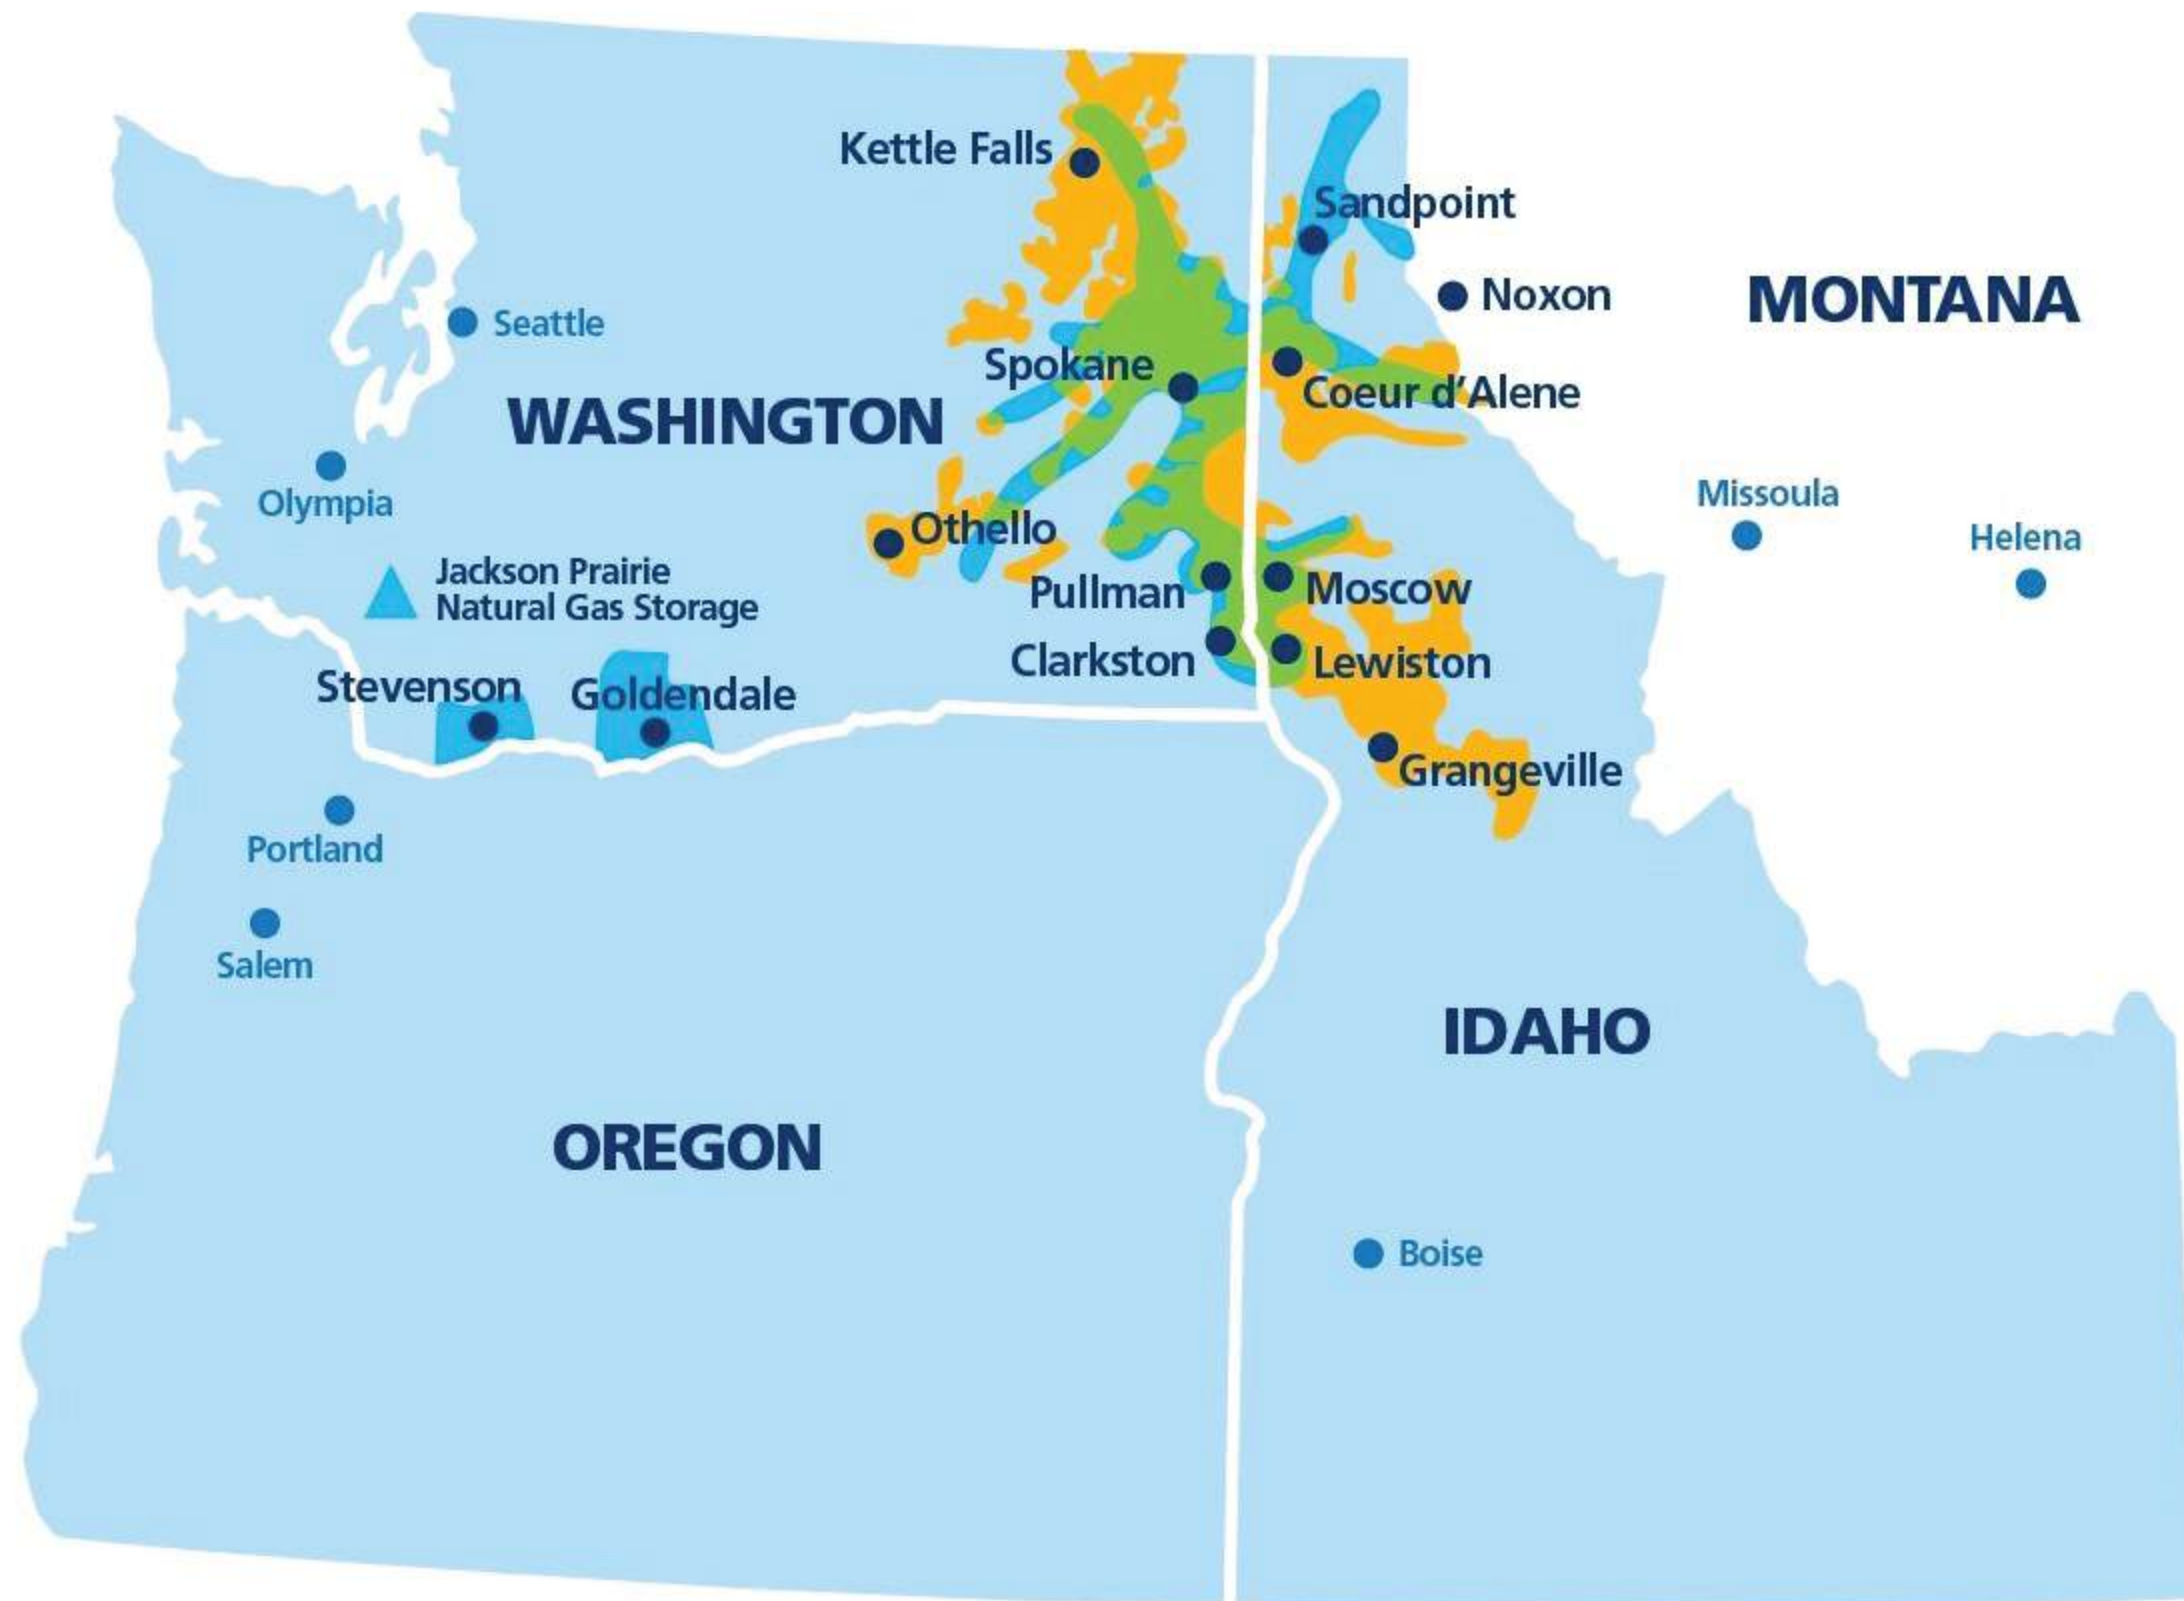 Kettle Falls
Sandpoint
Noxon
MONTANA
Seattle
Spokane
Coeur d'Alene
WASHINGTON
Olympia
Missoula
Othello
Helena
Jackson Prairie
Natural Gas Storage
Pullman
Moscow
Clarkston
Lewiston
Stevenson
Goldendale
Grangeville
Portland
Salem
IDAHO
OREGON
Boise